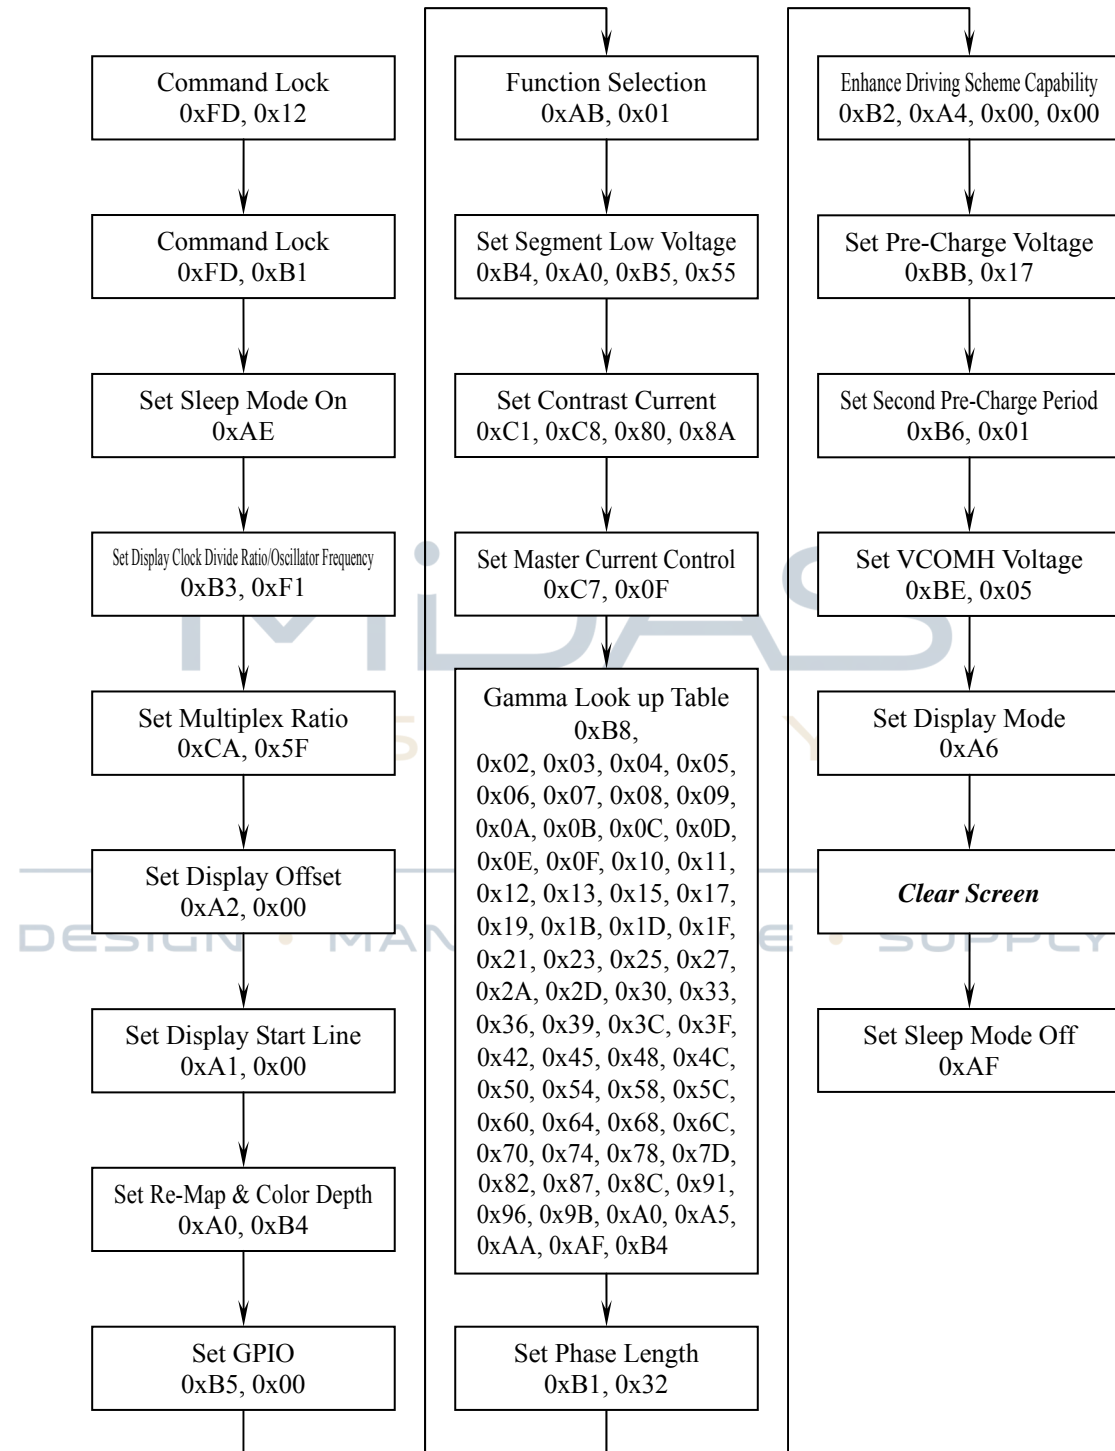 Command Lock
0xFD, 0x12
Command Lock
0xFD, 0xB1
Set Sleep Mode On
0xAE
Set Display Clock Divide Ratio/Oscillator Frequency
0xB3, 0xF1
Set Multiplex Ratio
0xCA, 0x5F
Set Display Offset
0xA2, 0x00
Set Display Start Line
0xA1, 0x00
Set Re-Map & Color Depth
0xA0, 0xB4
Set GPIO
0xB5, 0x00
Function Selection
0xAB, 0x01
Set Segment Low Voltage
0xB4, 0xA0, 0xB5, 0x55
Set Contrast Current
0xC1, 0xC8, 0x80, 0x8A
Set Master Current Control
0xC7, 0x0F
Gamma Look up Table
0xB8,
0x02, 0x03, 0x04, 0x05,
0x06, 0x07, 0x08, 0x09,
0x0A, 0x0B, 0x0C, 0x0D,
0x0E, 0x0F, 0x10, 0x11,
0x12, 0x13, 0x15, 0x17,
0x19, 0x1B, 0x1D, 0x1F,
0x21, 0x23, 0x25, 0x27,
0x2A, 0x2D, 0x30, 0x33,
0x36, 0x39, 0x3C, 0x3F,
0x42, 0x45, 0x48, 0x4C,
0x50, 0x54, 0x58, 0x5C,
0x60, 0x64, 0x68, 0x6C,
0x70, 0x74, 0x78, 0x7D,
0x82, 0x87, 0x8C, 0x91,
0x96, 0x9B, 0xA0, 0xA5,
0xAA, 0xAF, 0xB4
Set Phase Length
0xB1, 0x32
Enhance Driving Scheme Capability
0xB2, 0xA4, 0x00, 0x00
Set Pre-Charge Voltage
0xBB, 0x17
Set Second Pre-Charge Period
0xB6, 0x01
Set VCOMH Voltage
0xBE, 0x05
Set Display Mode
0xA6
Clear Screen
Set Sleep Mode Off
0xAF
MIDAS
DESIGN • • SUPPLY